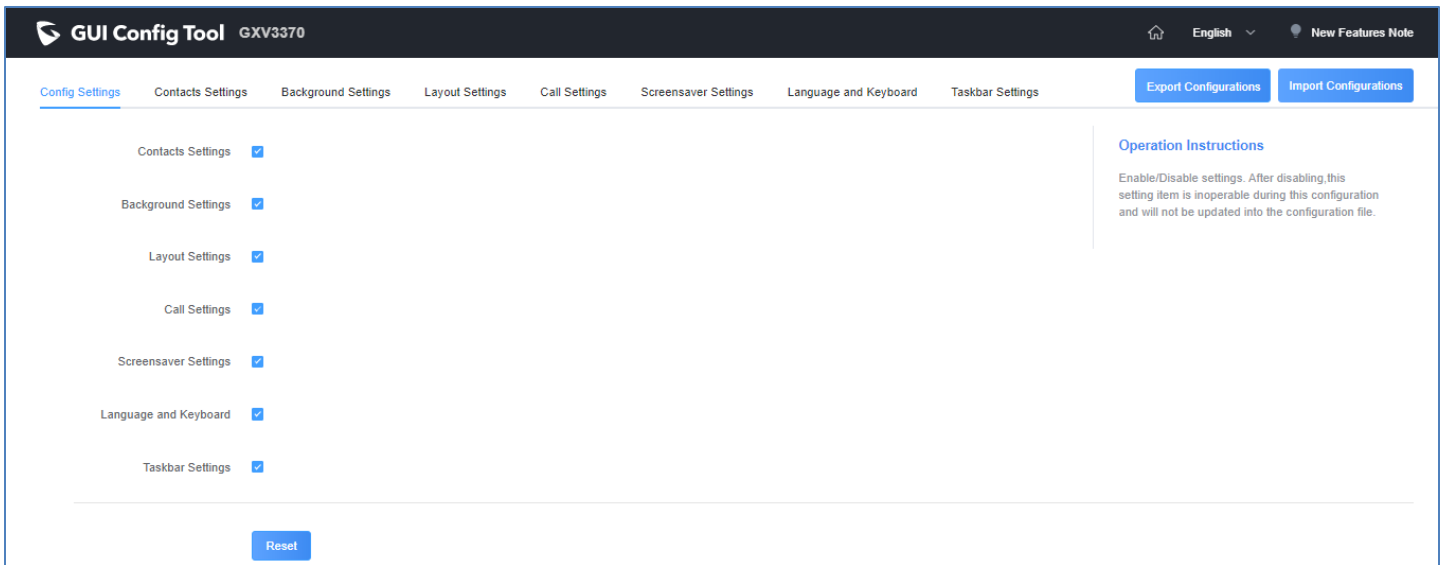 GUI Config Tool GXV3370
English
New Features Note
Config Settings Contacts Settings Background Settings Layout Settings Call Settings Screensaver Settings Language and Keyboard Taskbar Settings
Export Configurations Import Configurations
Contacts Settings
Background Settings
Layout Settings
Call Settings
Screensaver Settings
Language and Keyboard
Taskbar Settings
Reset
Operation Instructions
Enable/Disable settings. After disabling,this
setting item is inoperable during this configuration
and will not be updated into the configuration file.